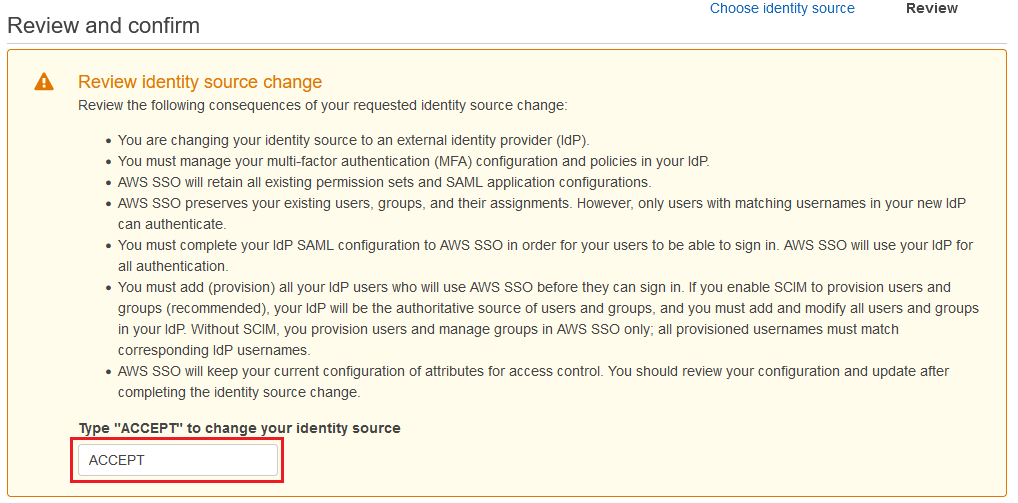 Choose identity source Review
Review and confirm
Review identity source change
Review the following consequences of your requested identity source change:
• You are changing your identity source to an external identity provider (IdP).
• You must manage your multi-factor authentication (MFA) configuration and policies in your IdP.
• AWS SSO will retain all existing permission sets and SAML application configurations.
• AWS SSO preserves your existing users, groups, and their assignments. However, only users with matching usernames in your new IdP
can authenticate.
• You must complete your IdP SAML configuration to AWS SSO in order for your users to be able to sign in. AWS SSO will use your IdP for
all authentication.
• You must add (provision) all your IdP users who will use AWS SSO before they can sign in. If you enable SCIM to provision users and
groups (recommended), your IdP will be the authoritative source of users and groups, and you must add and modify all users and groups
in your IdP. Without SCIM, you provision users and manage groups in AWS SSO only; all provisioned usernames must match
corresponding IdP usernames.
• AWS SSO will keep your current configuration of attributes for access control. You should review your configuration and update after
completing the identity source change.
Type "ACCEPT" to change your identity source
ACCEPT